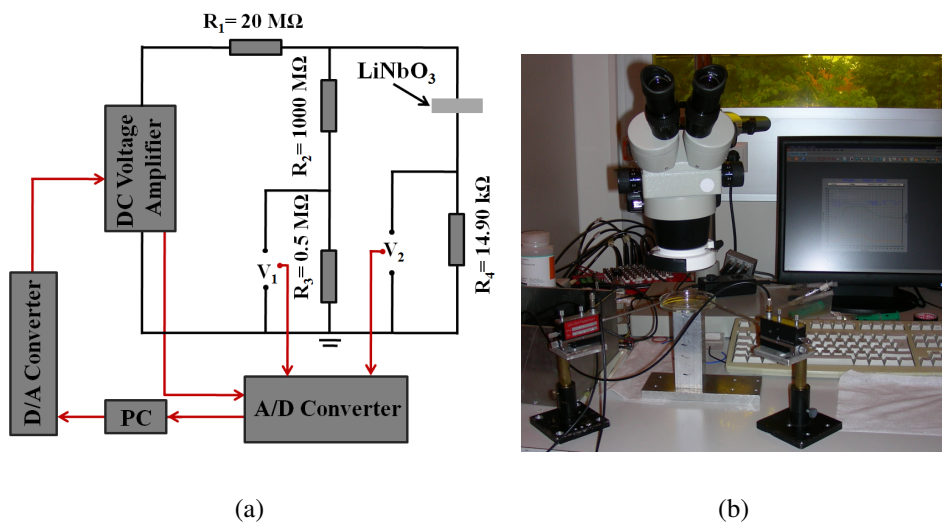 R₁= 20 MΩ
LiNbO₃
R₂= 1000 MΩ
DC Voltage
Amplifier
V₁
R₃= 0.5 MΩ
V₂
R₄= 14.90 kΩ
D/A Converter
PC
A/D Converter
(a)
(b)